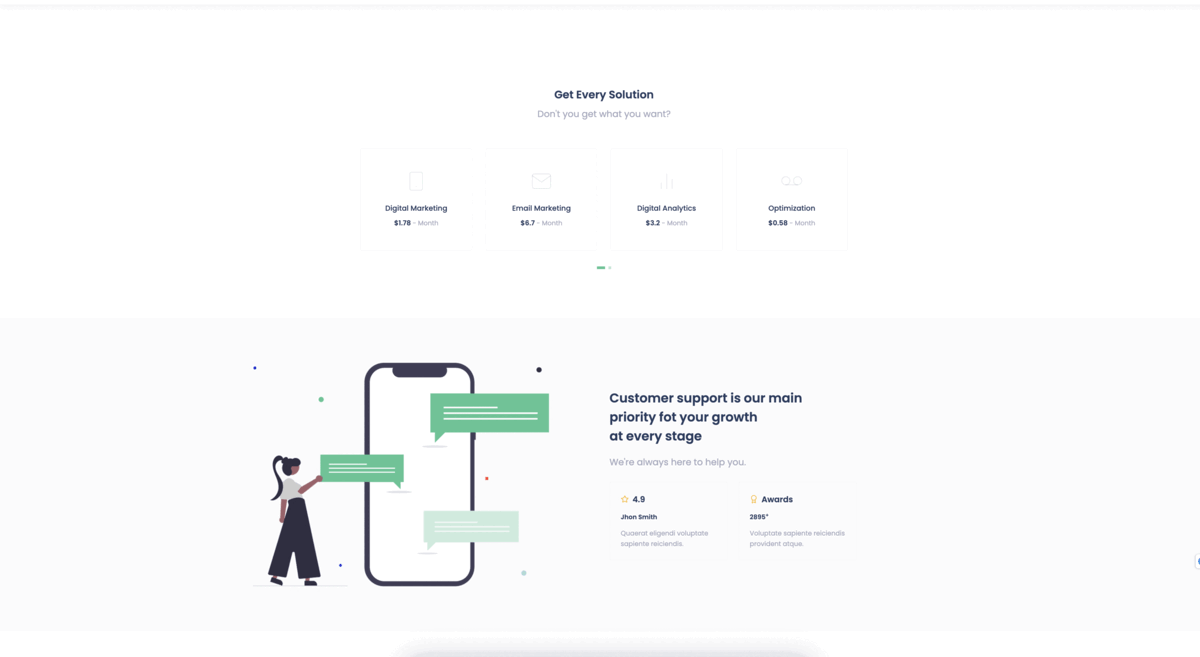 Get Every Solution
Don't you get what you want?
Digital Marketing
$1.78 - Month
Email Marketing
$6.7 - Month
Digital Analytics
$3.2 - Month
Optimization
$0.58 - Month
Customer support is our main
priority fot your growth
at every stage
We're always here to help you.
4.9
Jhon Smith
Quaerat eligendi voluptate
sapiente reiciendis.
Awards
2895+
Voluptate sapiente reiciendis
provident atque.